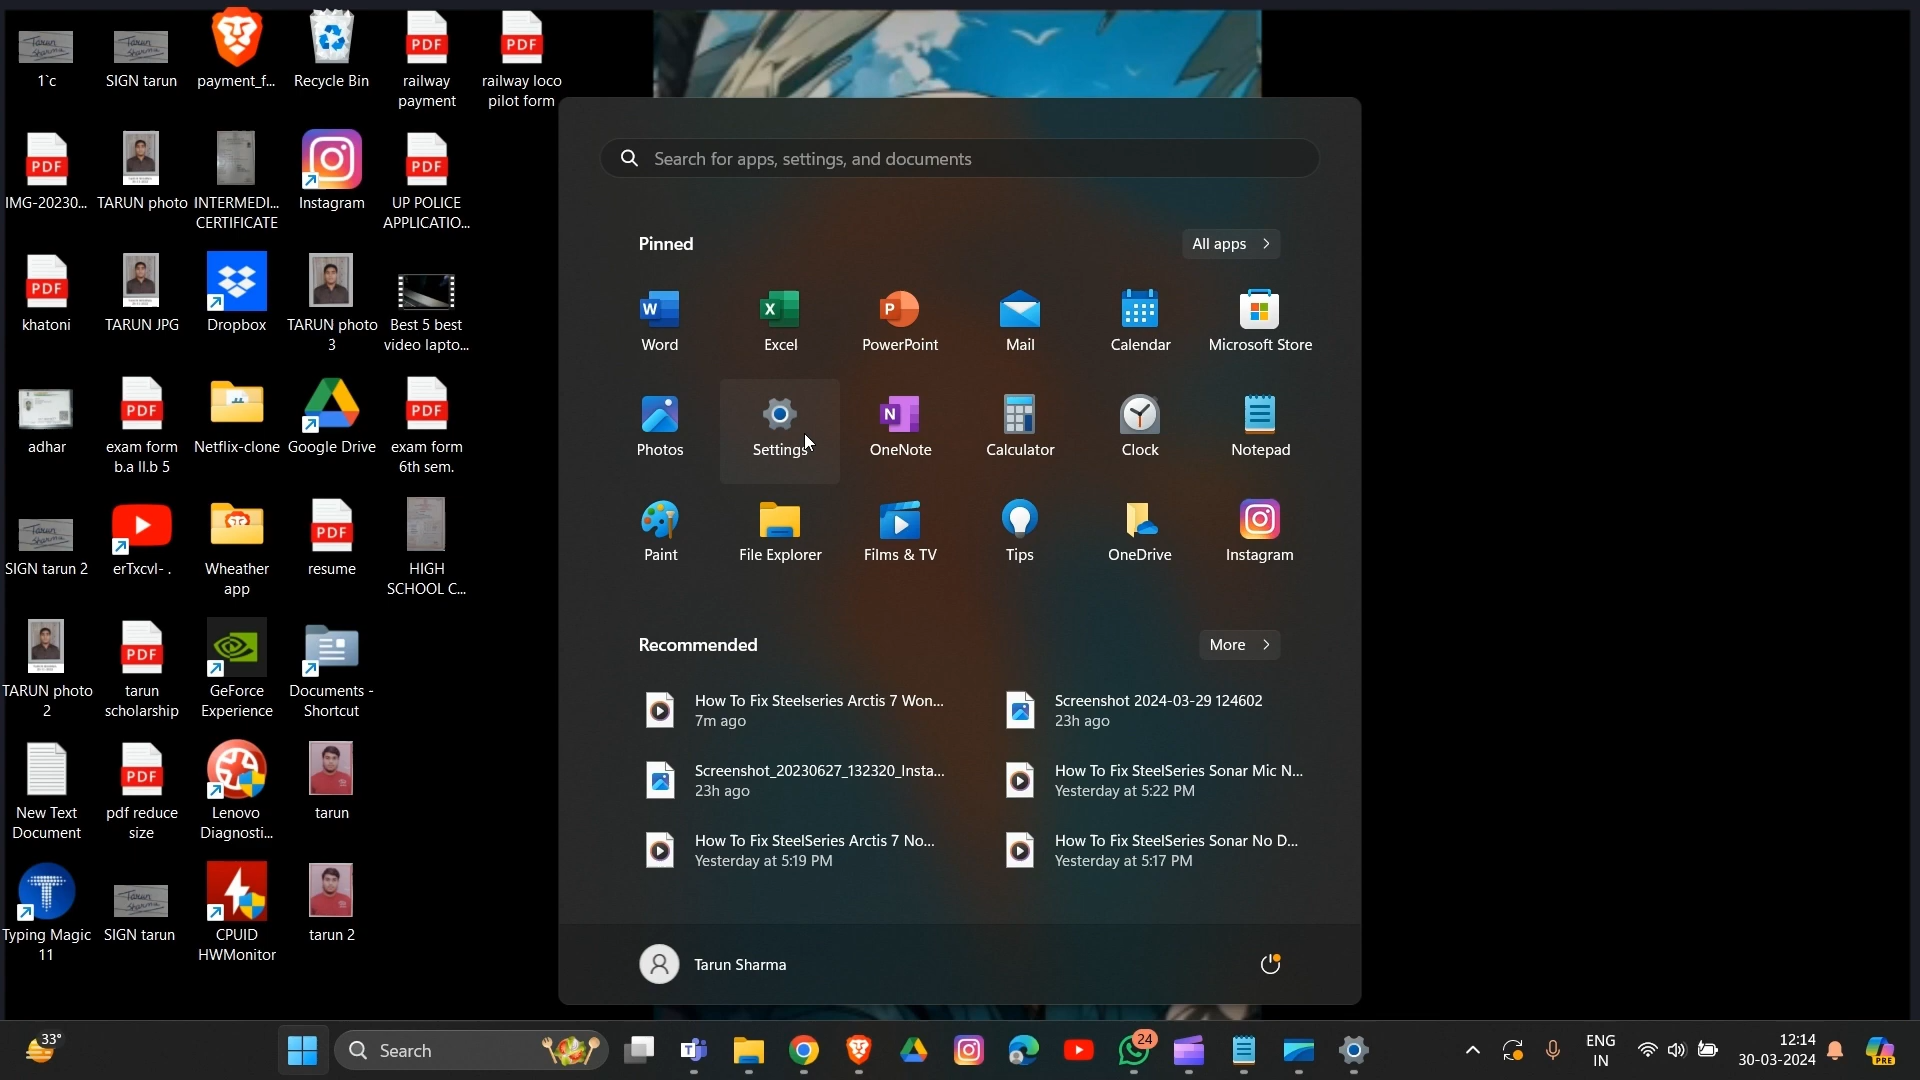 1`c
SIGN tarun
payment_f...
Recycle Bin
railway
payment
railway loco
pilot form
IMG-20230...
TARUN photo
INTERMEDI...
CERTIFICATE
Instagram
UP POLICE
APPLICATIO...
khatoni
TARUN JPG
Dropbox
TARUN photo
3
Best 5 best
video lapto...
adhar
exam form
b.a ll.b 5
Netflix-clone
Google Drive
exam form
6th sem.
SIGN tarun 2
erTxcvl- .
Wheather
app
resume
HIGH
SCHOOL C...
TARUN photo
2
tarun
scholarship
GeForce
Experience
Documents -
Shortcut
New Text
Document
pdf reduce
size
Lenovo
Diagnosti...
tarun
Typing Magic
11
SIGN tarun
CPUID
HWMonitor
tarun 2
Search for apps, settings, and documents
Pinned
All apps
Word
Excel
PowerPoint
Mail
Calendar
Microsoft Store
Photos
Settings
OneNote
Calculator
Clock
Notepad
Paint
File Explorer
Films & TV
Tips
OneDrive
Instagram
Recommended
More
How To Fix Steelseries Arctis 7 Won...
7m ago
Screenshot 2024-03-29 124602
23h ago
Screenshot_20230627_132320_Insta...
23h ago
How To Fix SteelSeries Sonar Mic N...
Yesterday at 5:22 PM
How To Fix SteelSeries Arctis 7 No...
Yesterday at 5:19 PM
How To Fix SteelSeries Sonar No D...
Yesterday at 5:17 PM
Tarun Sharma
33°
Search
24
ENG
IN
12:14
30-03-2024
PRE